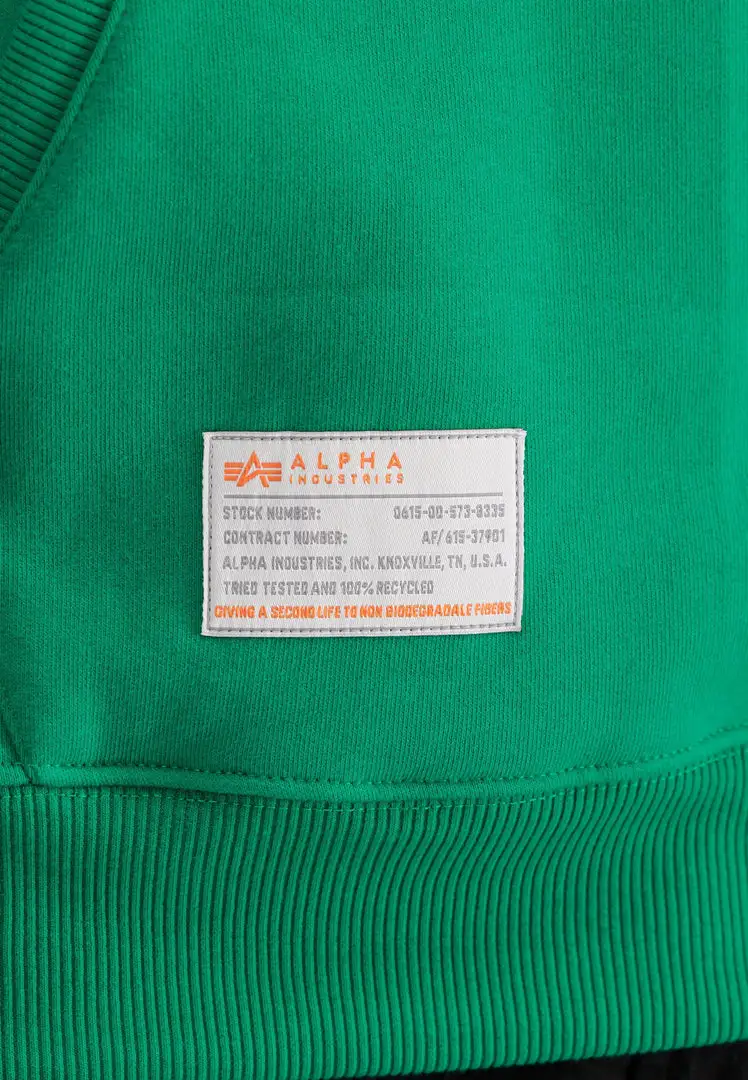 ALPHA
INDUSTRIES
STOCK NUMBER: 0615-00-573-8335
CONTRACT NUMBER: AF/615-37901
ALPHA INDUSTRIES, INC. KNOXVILLE, TN, U.S.A.
TRIED TESTED AND 100% RECYCLED
GIVING A SECOND LIFE TO NON BIODEGRADALE FIBERS